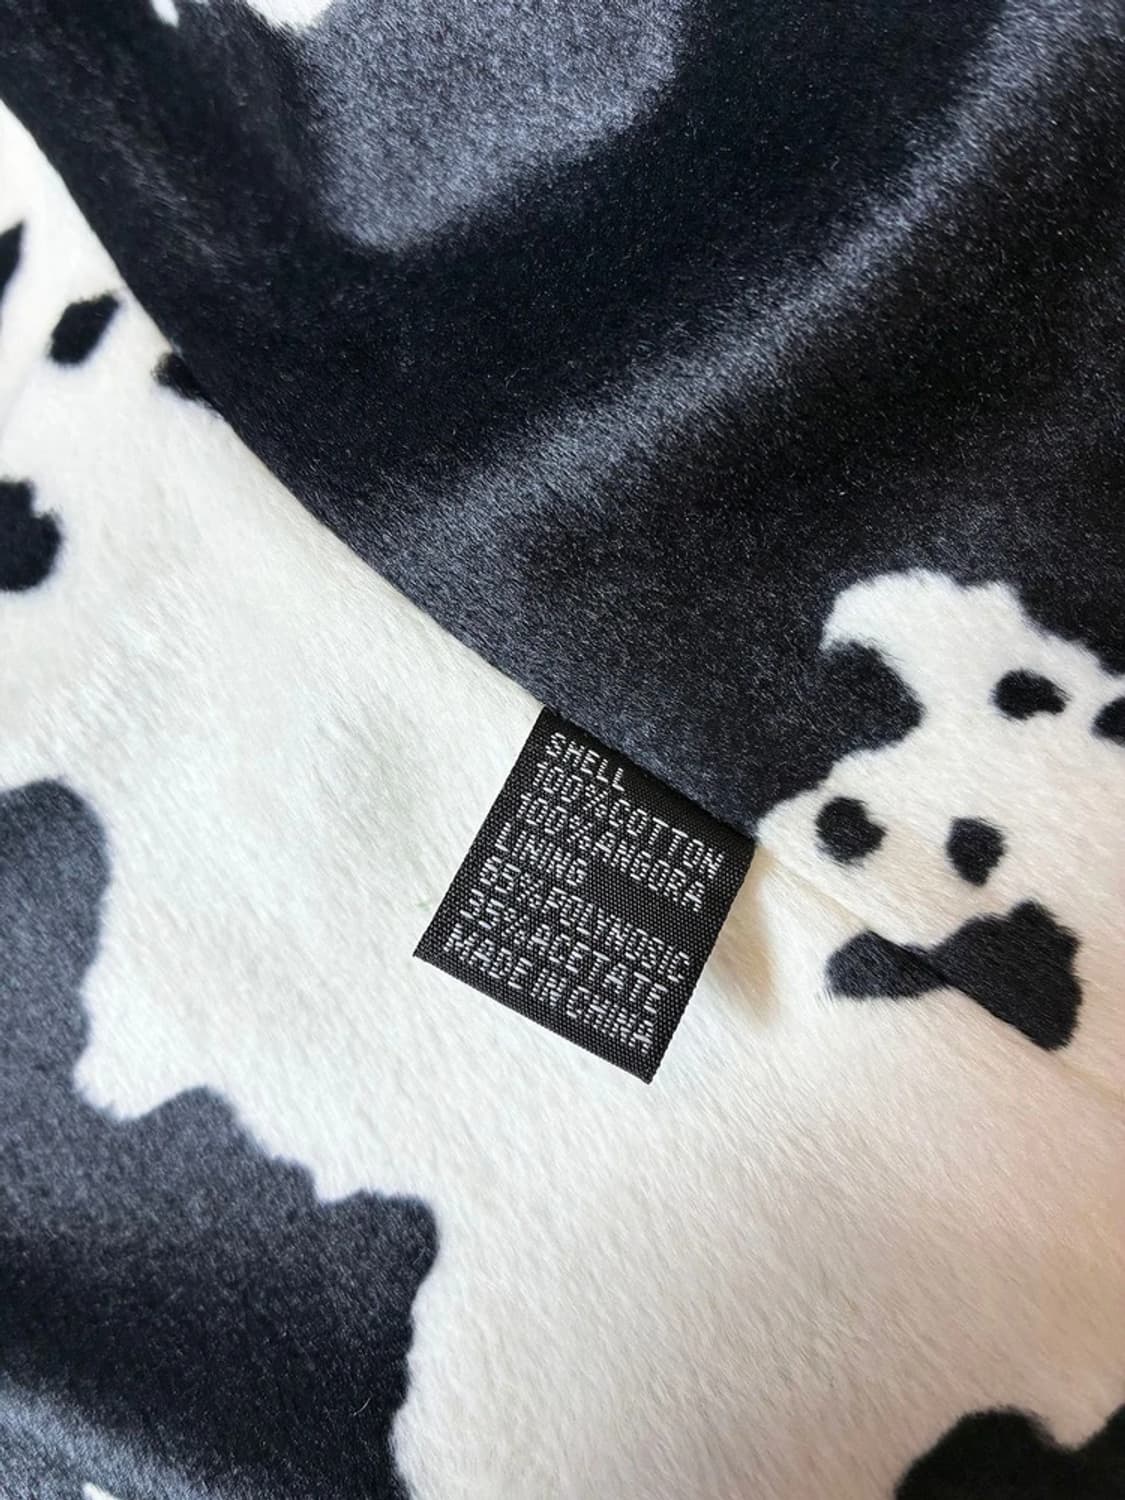 SHELL
100%COTTON
100%ANGORA
LINING
65%POLYNOSIC
35%ACETATE
MADE IN CHINA